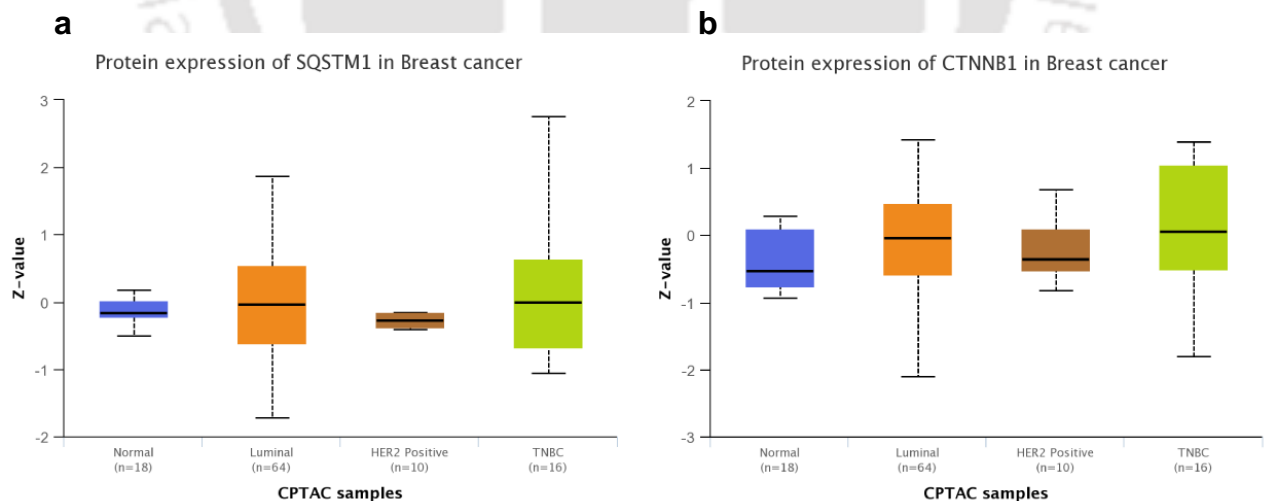 a
Protein expression of SQSTM1 in Breast cancer
Z-value
3
2
1
0
-1
-2
Normal
(n=18)
Luminal
(n=64)
HER2 Positive
(n=10)
TNBC
(n=16)
CPTAC samples
b
Protein expression of CTNNB1 in Breast cancer
Z-value
2
1
0
-1
-2
-3
Normal
(n=18)
Luminal
(n=64)
HER2 Positive
(n=10)
TNBC
(n=16)
CPTAC samples